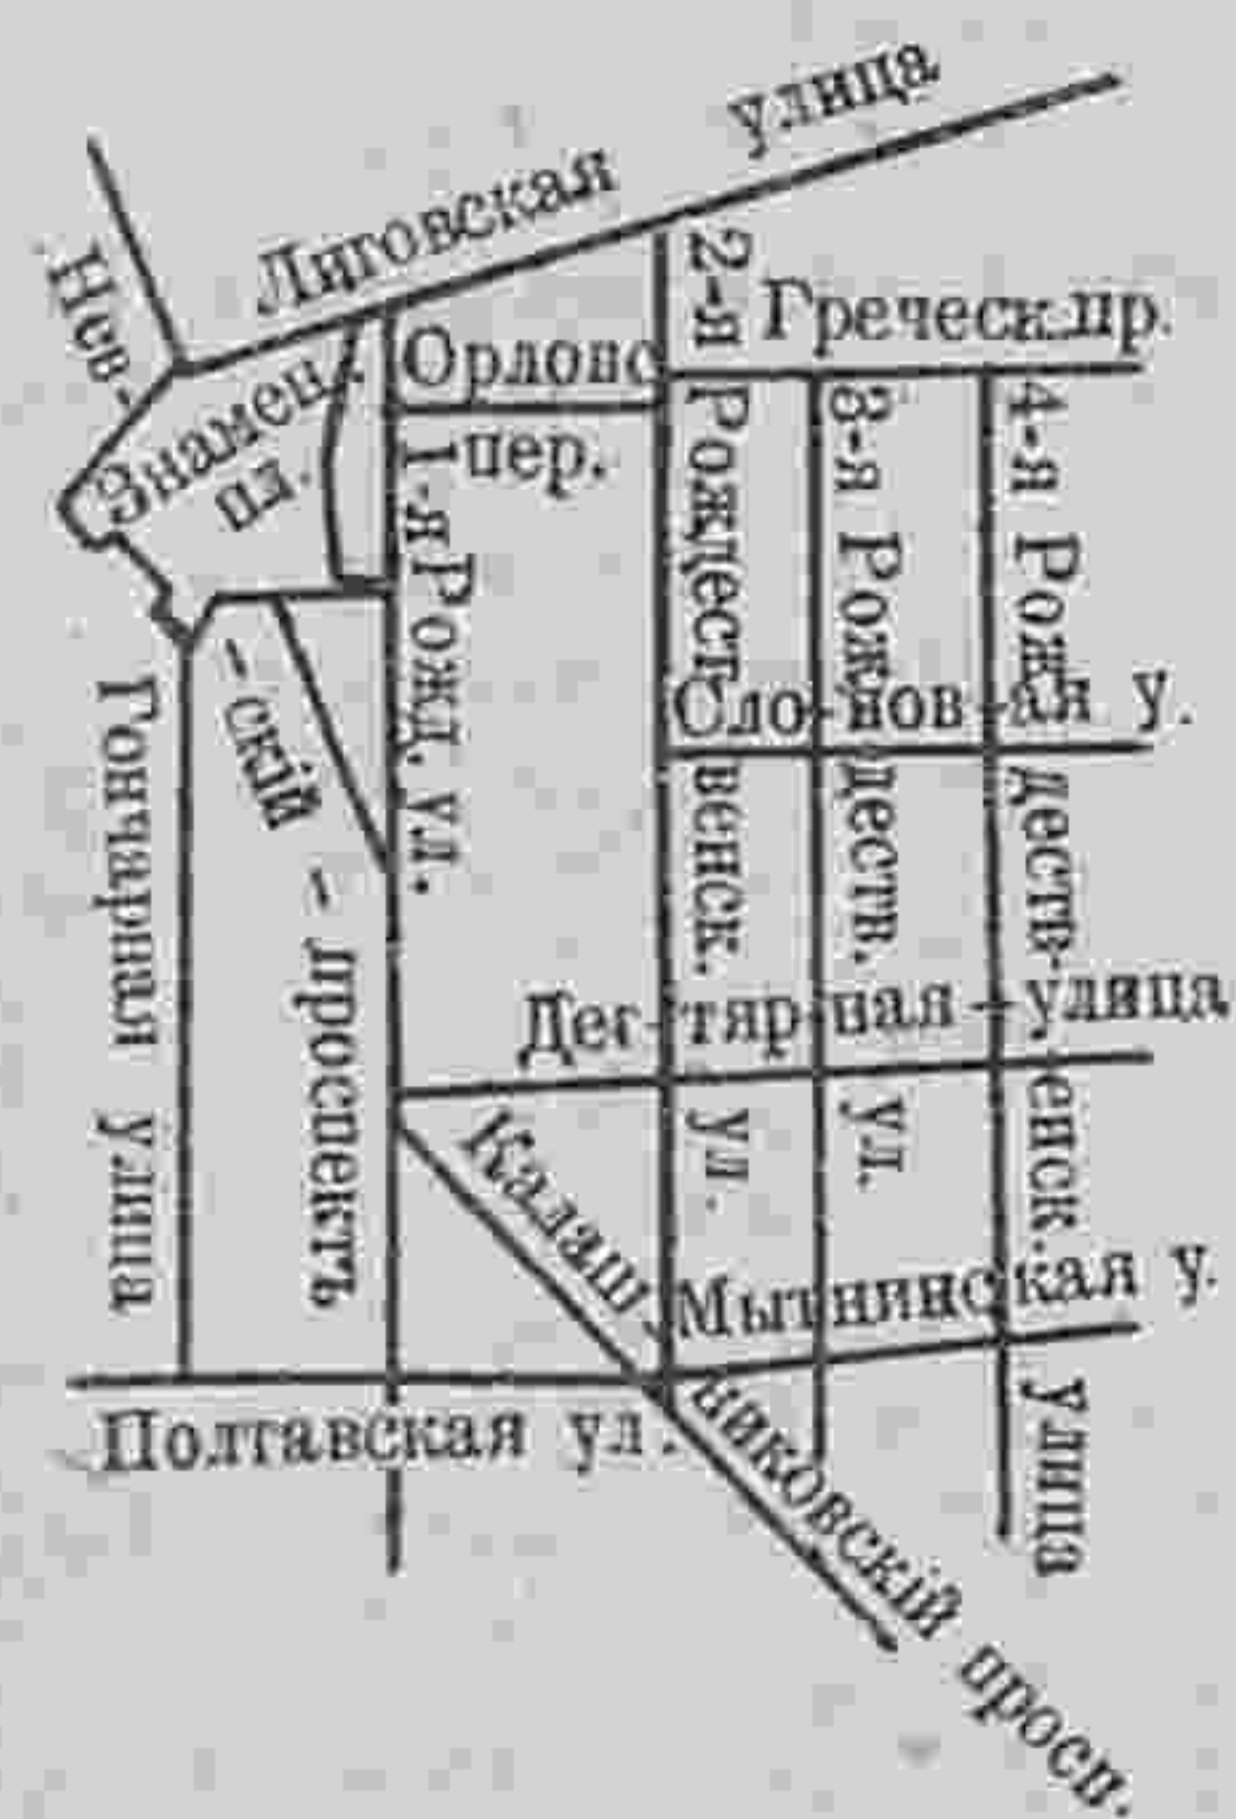 Лиговская улица
Нев-
Знамен.
пл.
Орловс
пер.
2-я Рождественск. ул.
Греческ. пр.
1-я Рожд. ул.
3-я Рождеств. ул.
4-я Рождественск. улица
Слоновая у.
-скій - проспектъ
Гончарная улица
Дегтярная улица
Калашниковскій просп.
Мытнинская у.
Полтавская ул.